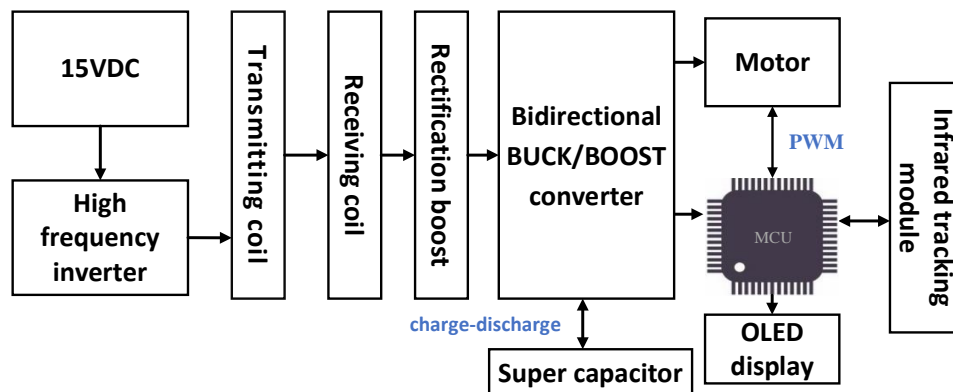 15VDC
High
frequency
inverter
Transmitting coil
Receiving coil
Rectification boost
Bidirectional
BUCK/BOOST
converter
charge-discharge
Super capacitor
Motor
PWM
MCU
OLED
display
Infrared tracking
module